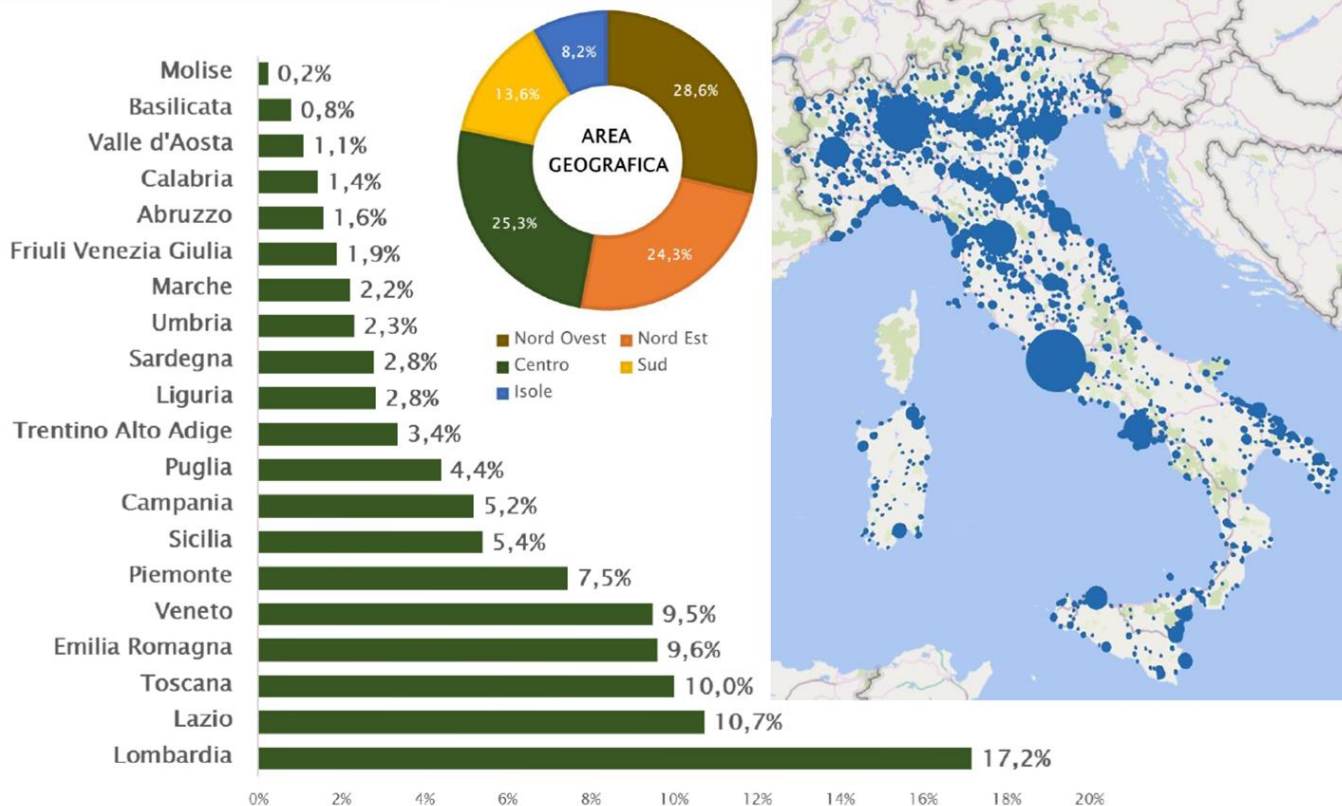 Molise 0,2%
Basilicata 0,8%
Valle d'Aosta 1,1%
Calabria 1,4%
Abruzzo 1,6%
Friuli Venezia Giulia 1,9%
Marche 2,2%
Umbria 2,3%
Sardegna 2,8%
Liguria 2,8%
Trentino Alto Adige 3,4%
Puglia 4,4%
Campania 5,2%
Sicilia 5,4%
Piemonte 7,5%
Veneto 9,5%
Emilia Romagna 9,6%
Toscana 10,0%
Lazio 10,7%
Lombardia 17,2%
0% 2% 4% 6% 8% 10% 12% 14% 16% 18% 20%
8,2%
28,6%
13,6%
AREA
GEOGRAFICA
25,3%
24,3%
Nord Ovest Nord Est
Centro Sud
Isole